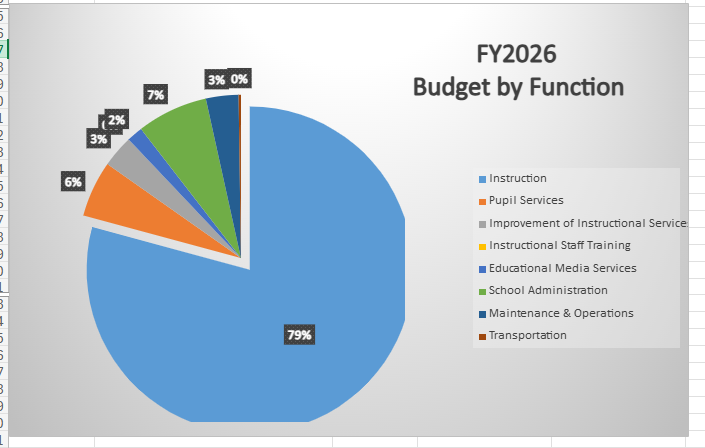 FY2026
Budget by Function
3% 0%
7%
2%
3%
6%
79%
Instruction
Pupil Services
Improvement of Instructional Service
Instructional Staff Training
Educational Media Services
School Administration
Maintenance & Operations
Transportation